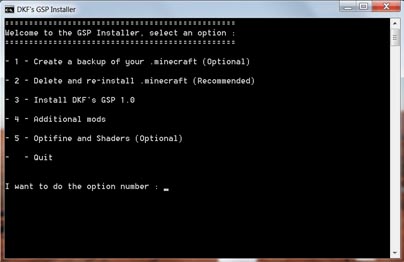 DKF's GSP Installer
==============================================
Welcome to the GSP Installer, select an option :
==============================================
- 1 - Create a backup of your .minecraft (Optional)
- 2 - Delete and re-install .minecraft (Recommended)
- 3 - Install DKF's GSP 1.0
- 4 - Additional mods
- 5 - Optifine and Shaders (Optional)
-   - Quit
I want to do the option number : _